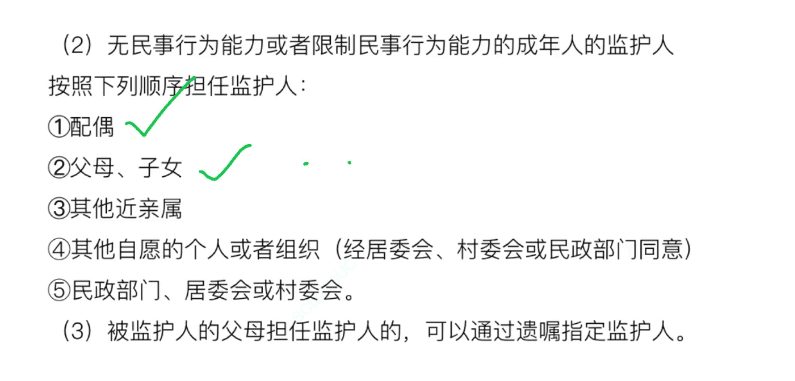 （2）无民事行为能力或者限制民事行为能力的成年人的监护人
按照下列顺序担任监护人：
①配偶
②父母、子女
③其他近亲属
④其他自愿的个人或者组织（经居委会、村委会或民政部门同意）
⑤民政部门、居委会或村委会。
（3）被监护人的父母担任监护人的，可以通过遗嘱指定监护人。